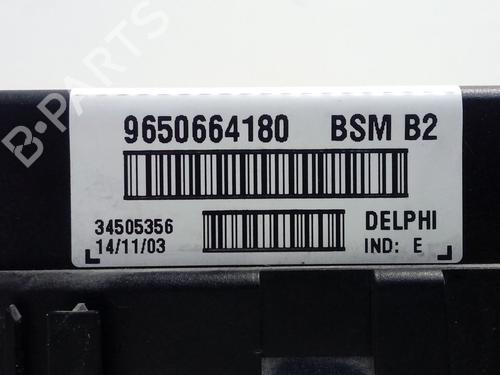 B-PARTS
9650664180 BSM B2
34505356 DELPHI
14/11/03 IND: E